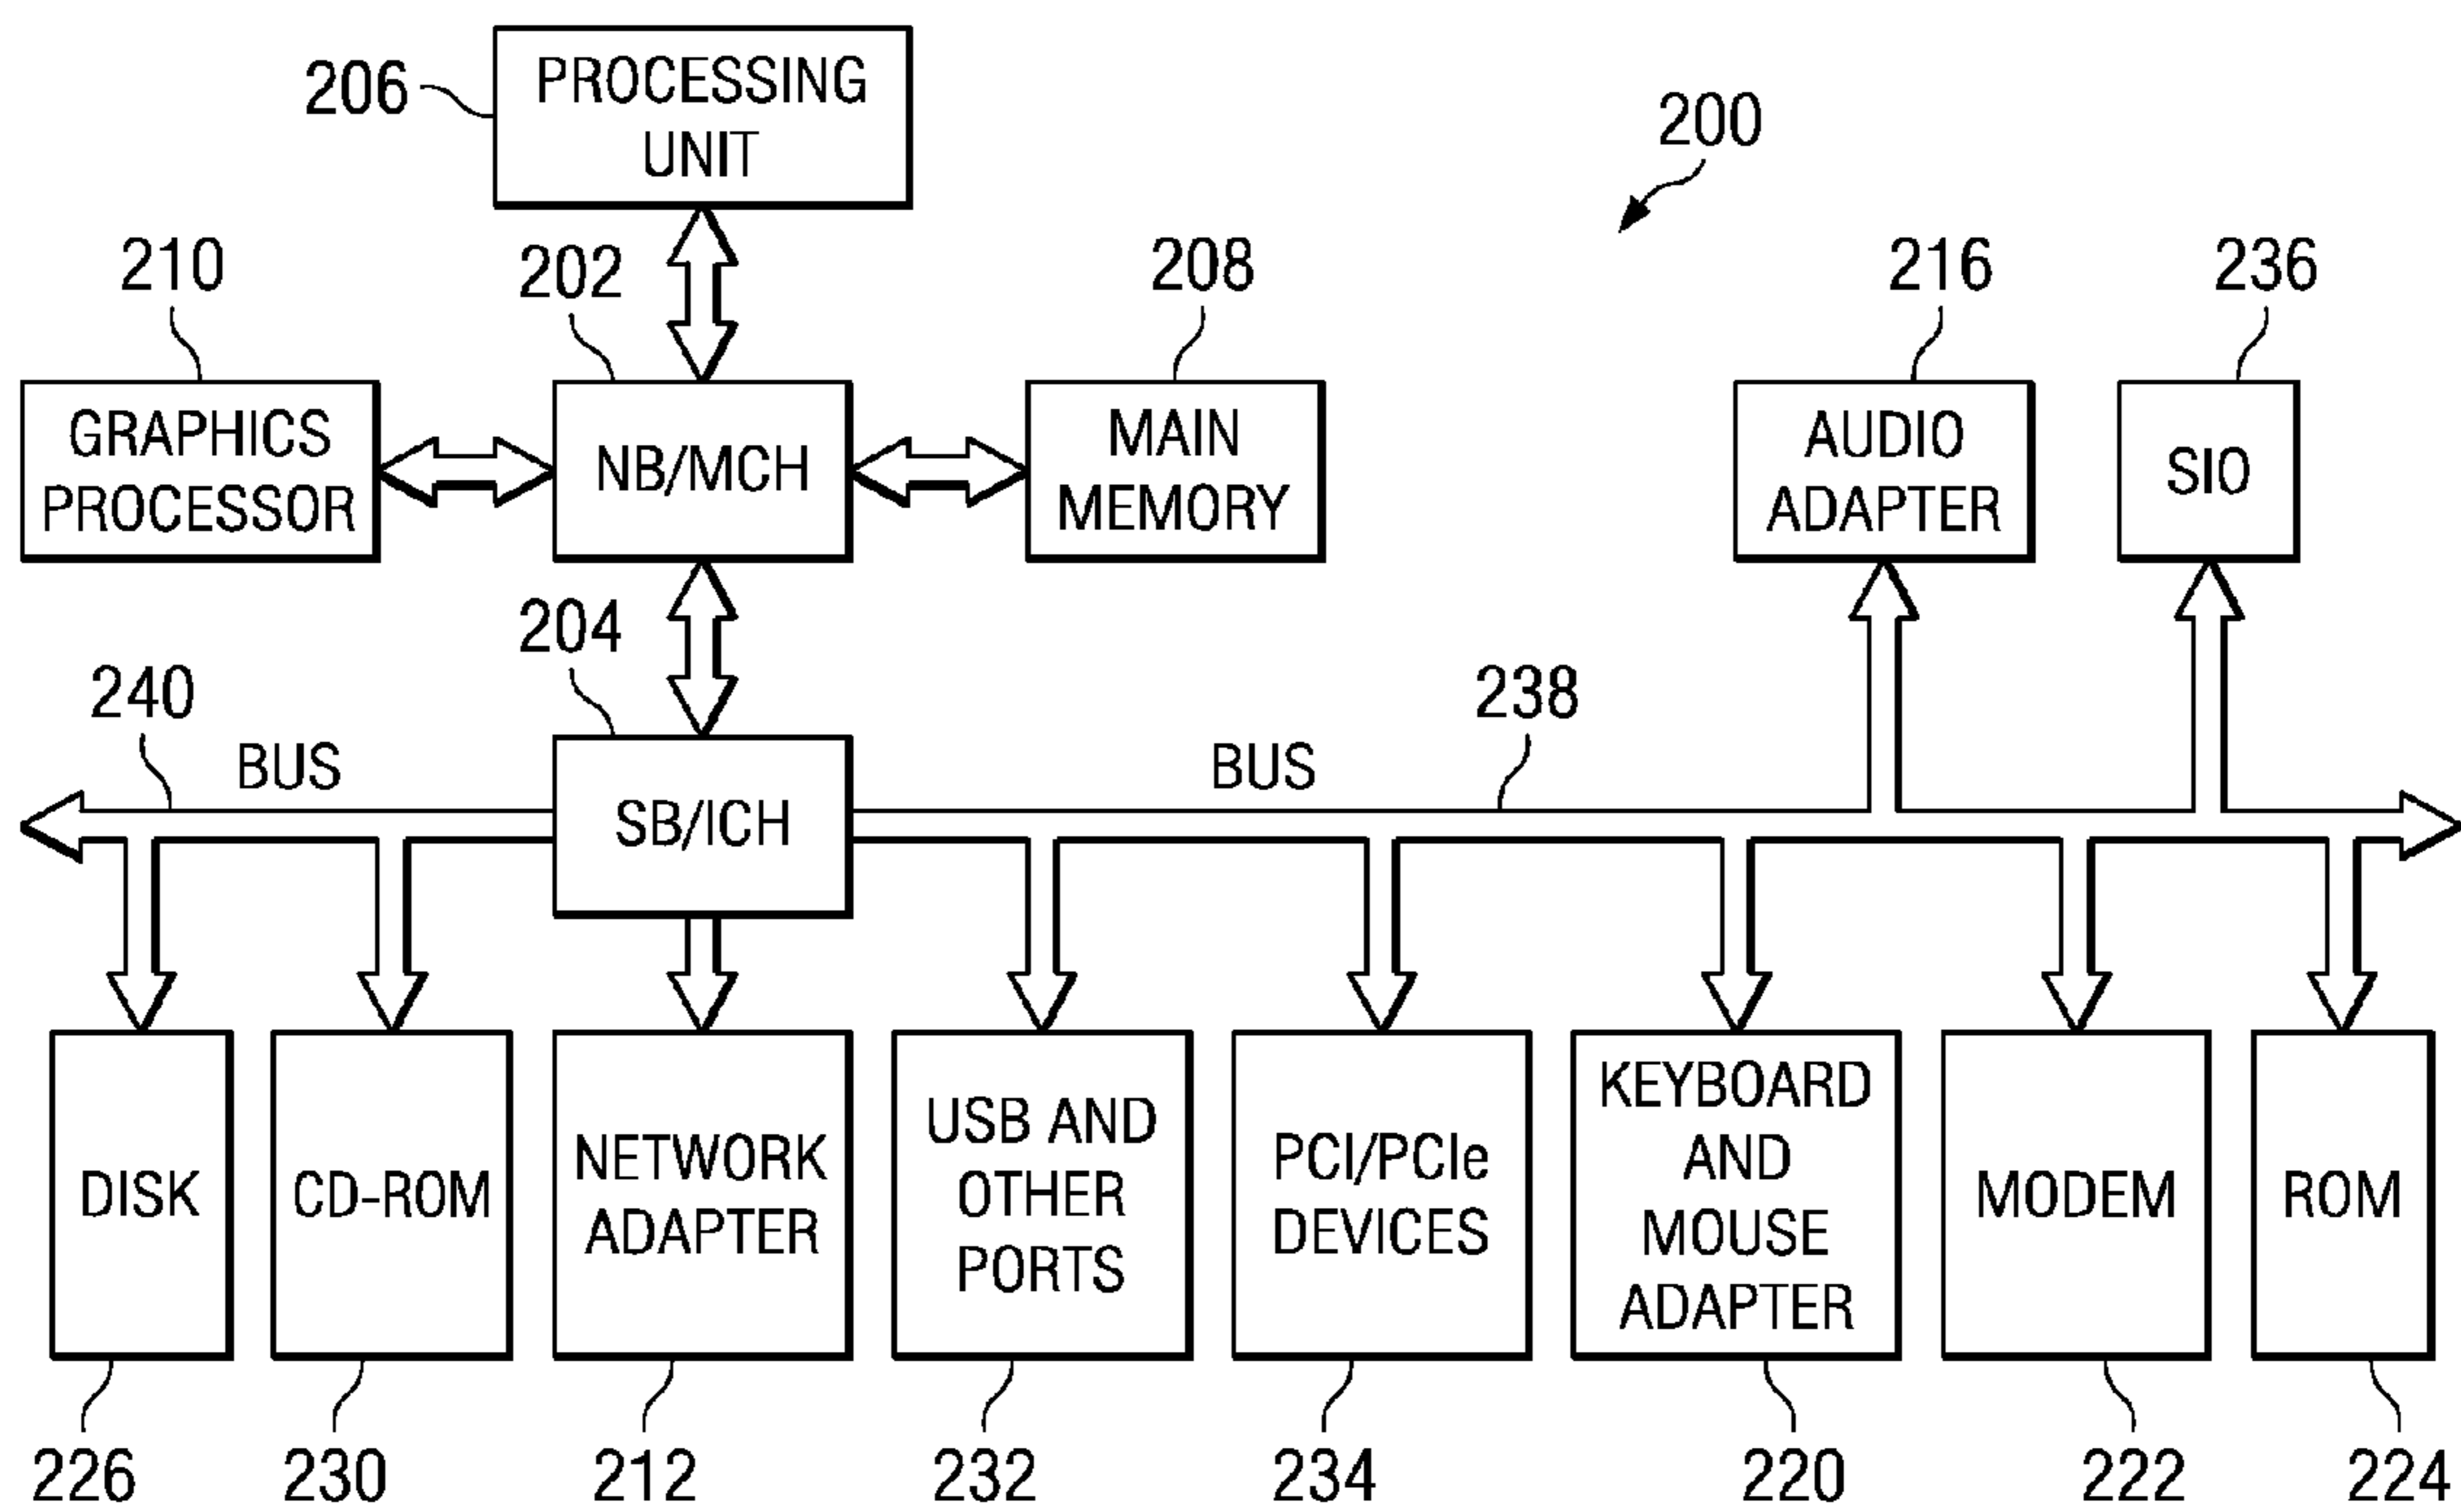 206
PROCESSING
UNIT
200
210
202
208
216
236
GRAPHICS
PROCESSOR
NB/MCH
MAIN
MEMORY
AUDIO
ADAPTER
SIO
204
240
BUS
SB/ICH
BUS
238
DISK
CD-ROM
NETWORK
ADAPTER
USB AND
OTHER
PORTS
PCI/PCIe
DEVICES
KEYBOARD
AND
MOUSE
ADAPTER
MODEM
ROM
226
230
212
232
234
220
222
224